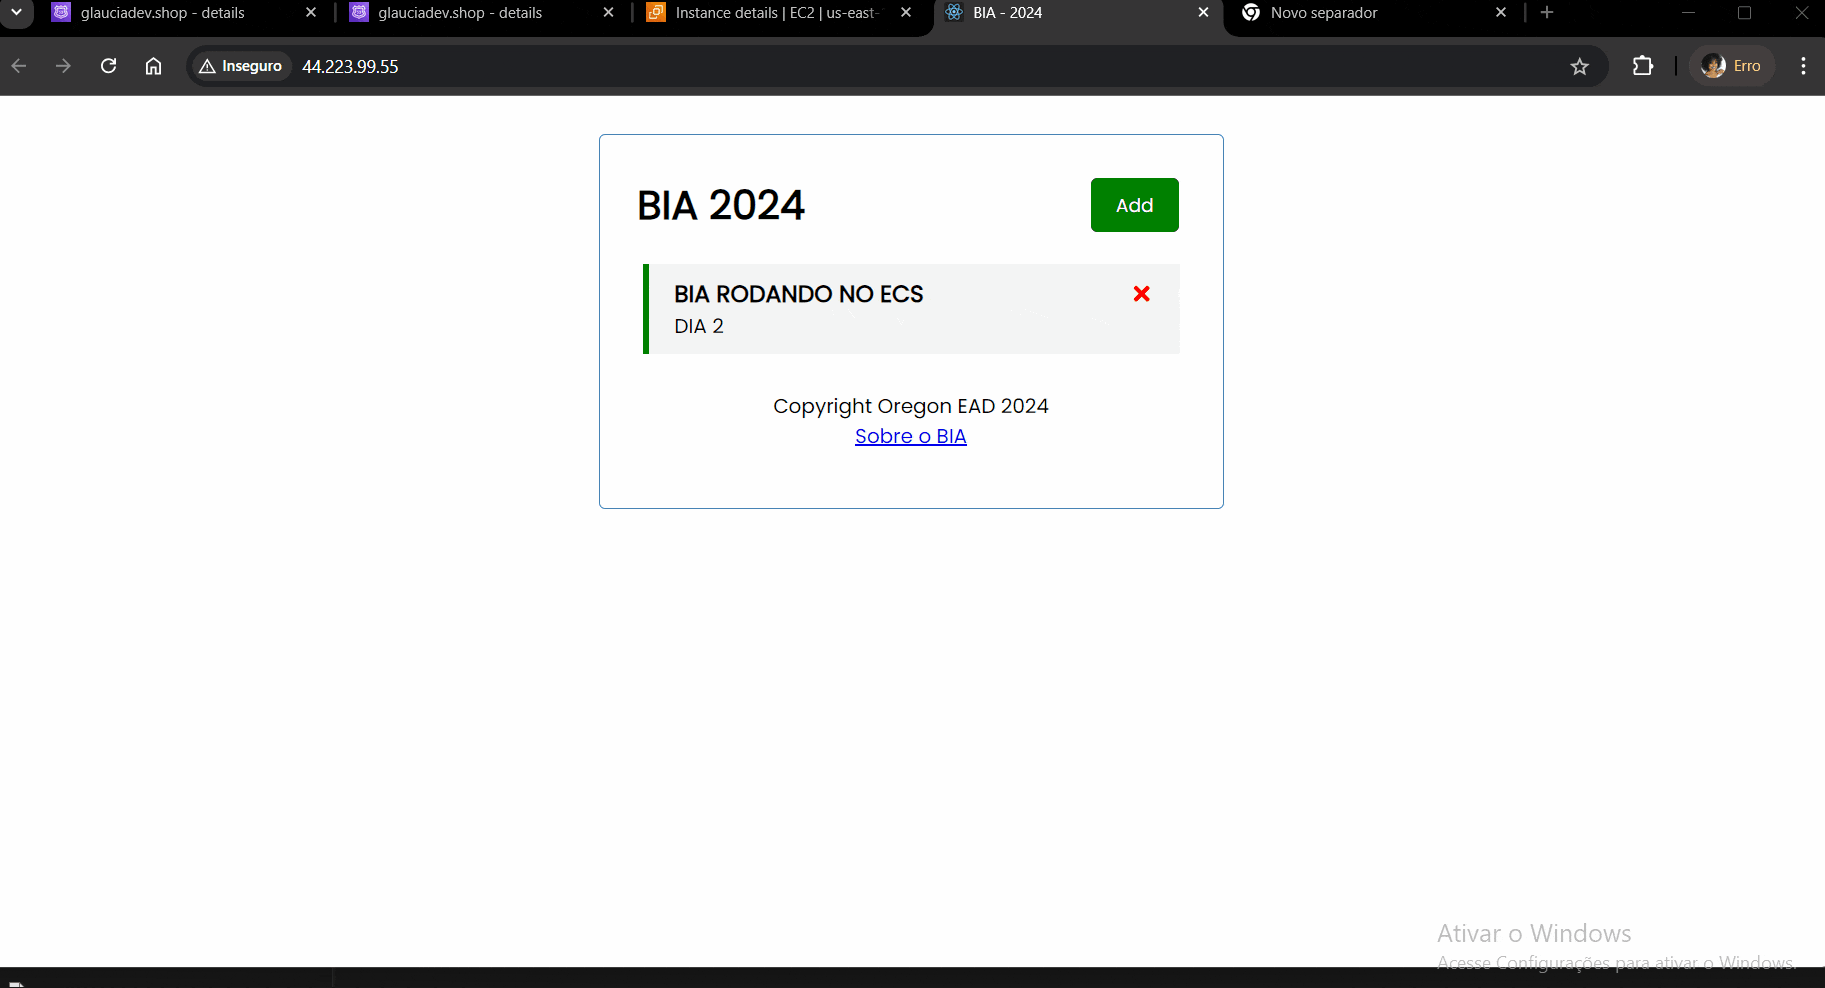 glauciadev.shop - details
glauciadev.shop - details
Instance details | EC2 | us-east-
BIA - 2024
Novo separador
Inseguro
44.223.99.55
Erro
BIA 2024
Add
BIA RODANDO NO ECS
DIA 2
Copyright Oregon EAD 2024
Sobre o BIA
Ativar o Windows
Acesse Configurações para ativar o Windows.